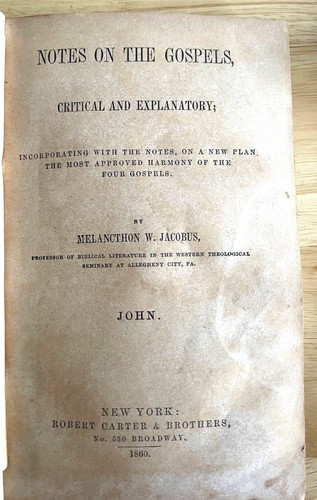 NOTES ON THE GOSPELS,
CRITICAL AND EXPLANATORY;
INCORPORATING WITH THE NOTES, ON A NEW PLAN,
THE MOST APPROVED HARMONY OF THE
FOUR GOSPELS.
BY
MELANCTHON W. JACOBUS,
PROFESSOR OF BIBLICAL LITERATURE IN THE WESTERN THEOLOGICAL
SEMINARY AT ALLEGHENY CITY, PA.
JOHN.
NEW YORK:
ROBERT CARTER & BROTHERS,
No. 530 BROADWAY,
1860.